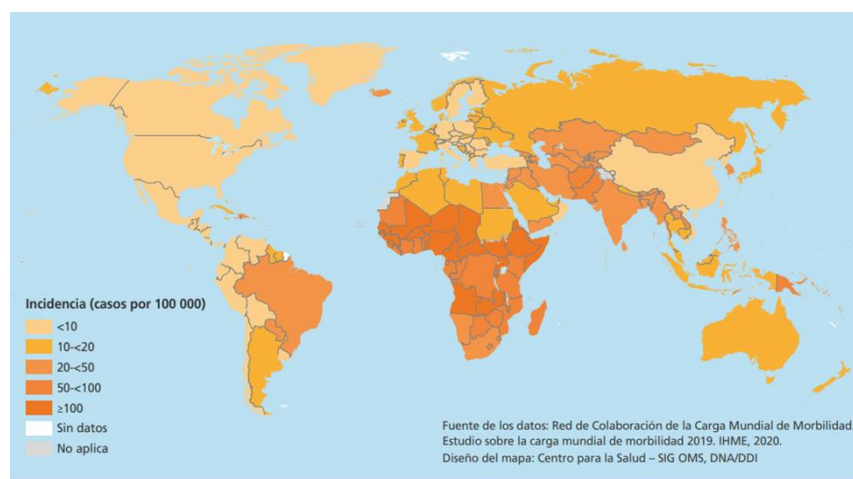 Incidencia (casos por 100 000)
<10
10-<20
20-<50
50-<100
≥100
Sin datos
No aplica
Fuente de los datos: Red de Colaboración de la Carga Mundial de Morbilidad.
Estudio sobre la carga mundial de morbilidad 2019. IHME, 2020.
Diseño del mapa: Centro para la Salud – SIG OMS, DNA/DDI